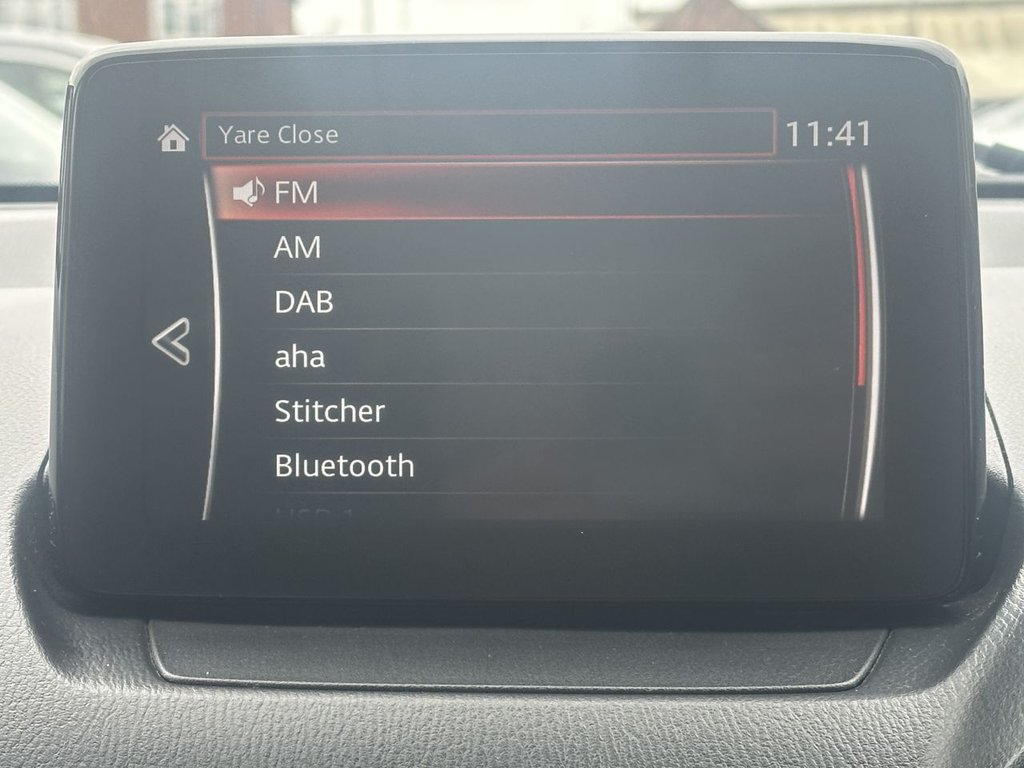 Yare Close 11:41
FM
AM
DAB
aha
Stitcher
Bluetooth